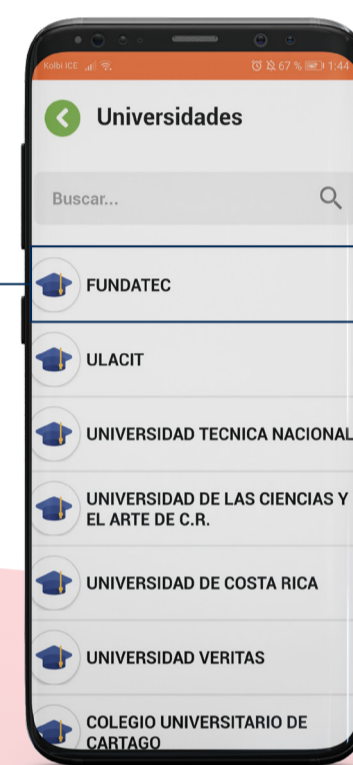 Kolbi ICE
67 % 1:44
Universidades
Buscar...
FUNDATEC
ULACIT
UNIVERSIDAD TECNICA NACIONAL
UNIVERSIDAD DE LAS CIENCIAS Y
EL ARTE DE C.R.
UNIVERSIDAD DE COSTA RICA
UNIVERSIDAD VERITAS
COLEGIO UNIVERSITARIO DE
CARTAGO